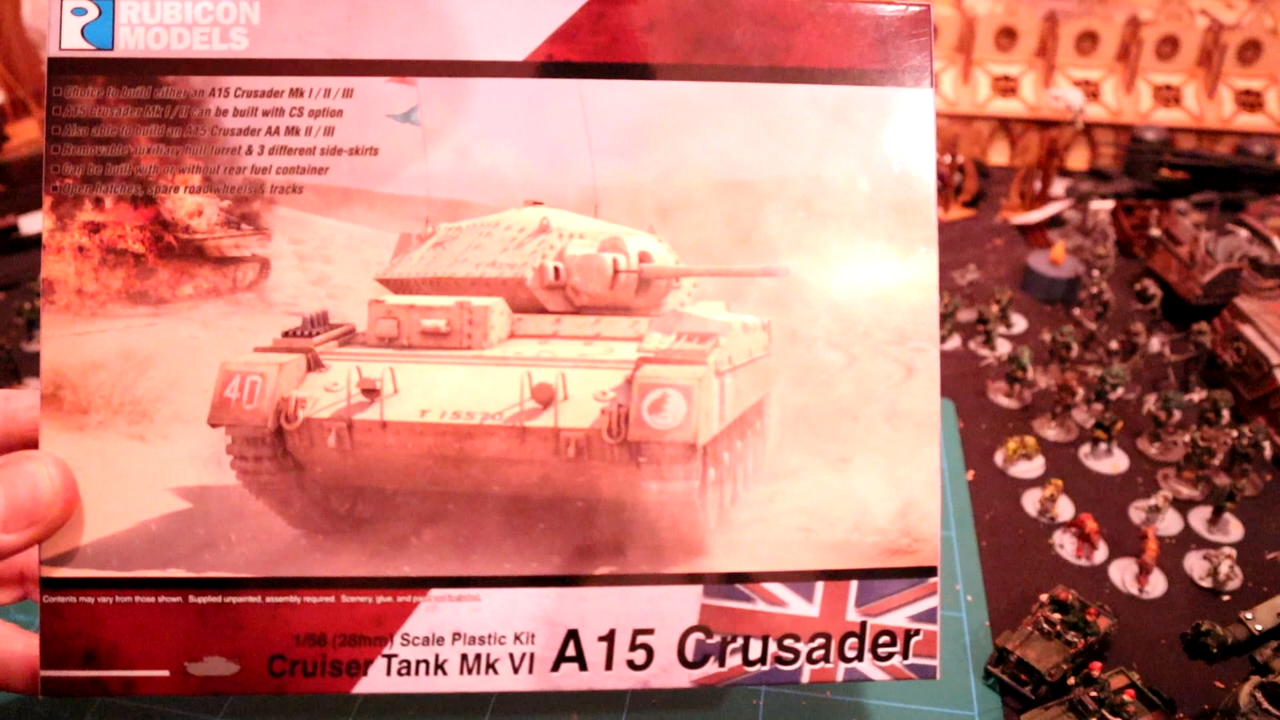 RUBICON
MODELS
Choice to build either an A15 Crusader Mk I / II / III
A15 Crusader Mk I / II can be built with CS option
Also able to build an A15 Crusader AA Mk II / III
Removable auxiliary hull turret & 3 different side-skirts
Can be built with or without rear fuel container
Open hatches, spare roadwheels & tracks
40
T 15520
Contents may vary from those shown. Supplied unpainted, assembly required. Scenery, glue, and paint not included.
1/56 (28mm) Scale Plastic Kit
Cruiser Tank Mk VI A15 Crusader